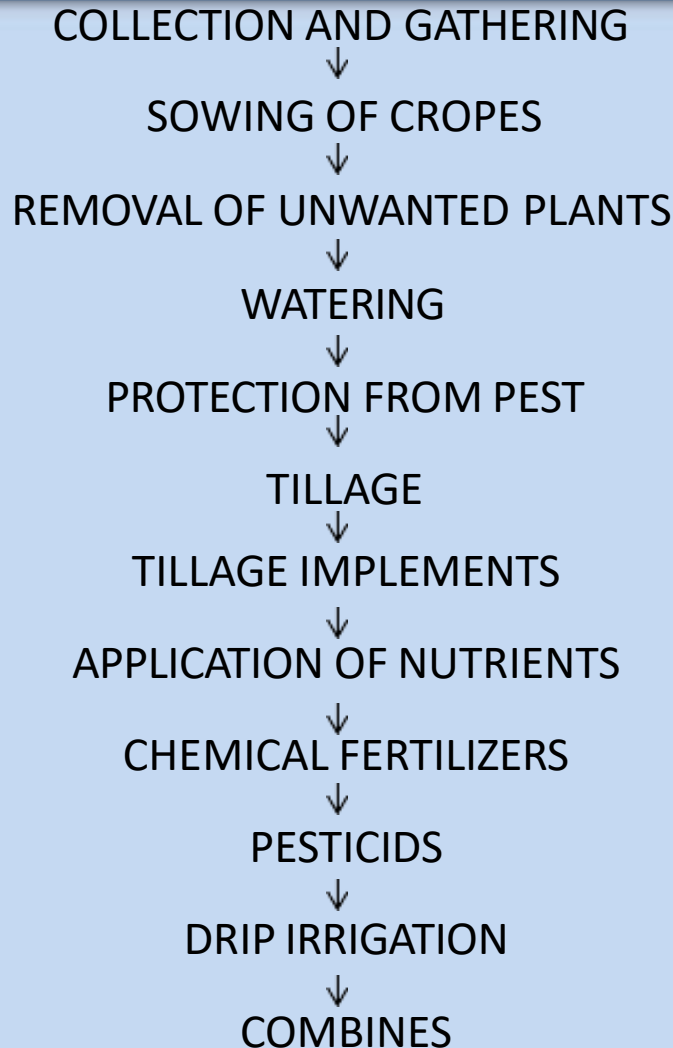 COLLECTION AND GATHERING
↓
SOWING OF CROPES
↓
REMOVAL OF UNWANTED PLANTS
↓
WATERING
↓
PROTECTION FROM PEST
↓
TILLAGE
↓
TILLAGE IMPLEMENTS
↓
APPLICATION OF NUTRIENTS
↓
CHEMICAL FERTILIZERS
↓
PESTICIDS
↓
DRIP IRRIGATION
↓
COMBINES